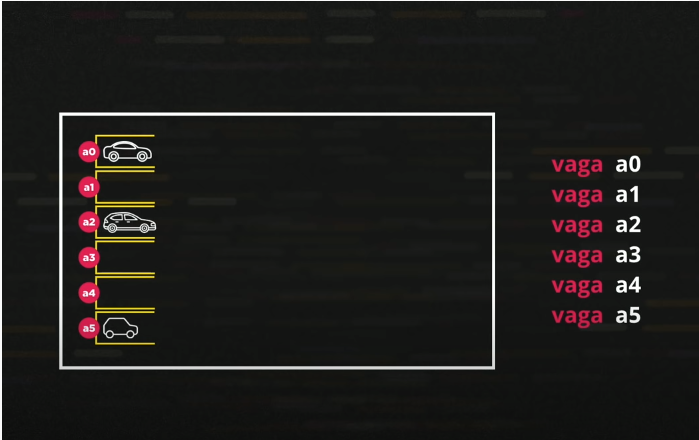 a0
a1
a2
a3
a4
a5
vaga a0
vaga a1
vaga a2
vaga a3
vaga a4
vaga a5